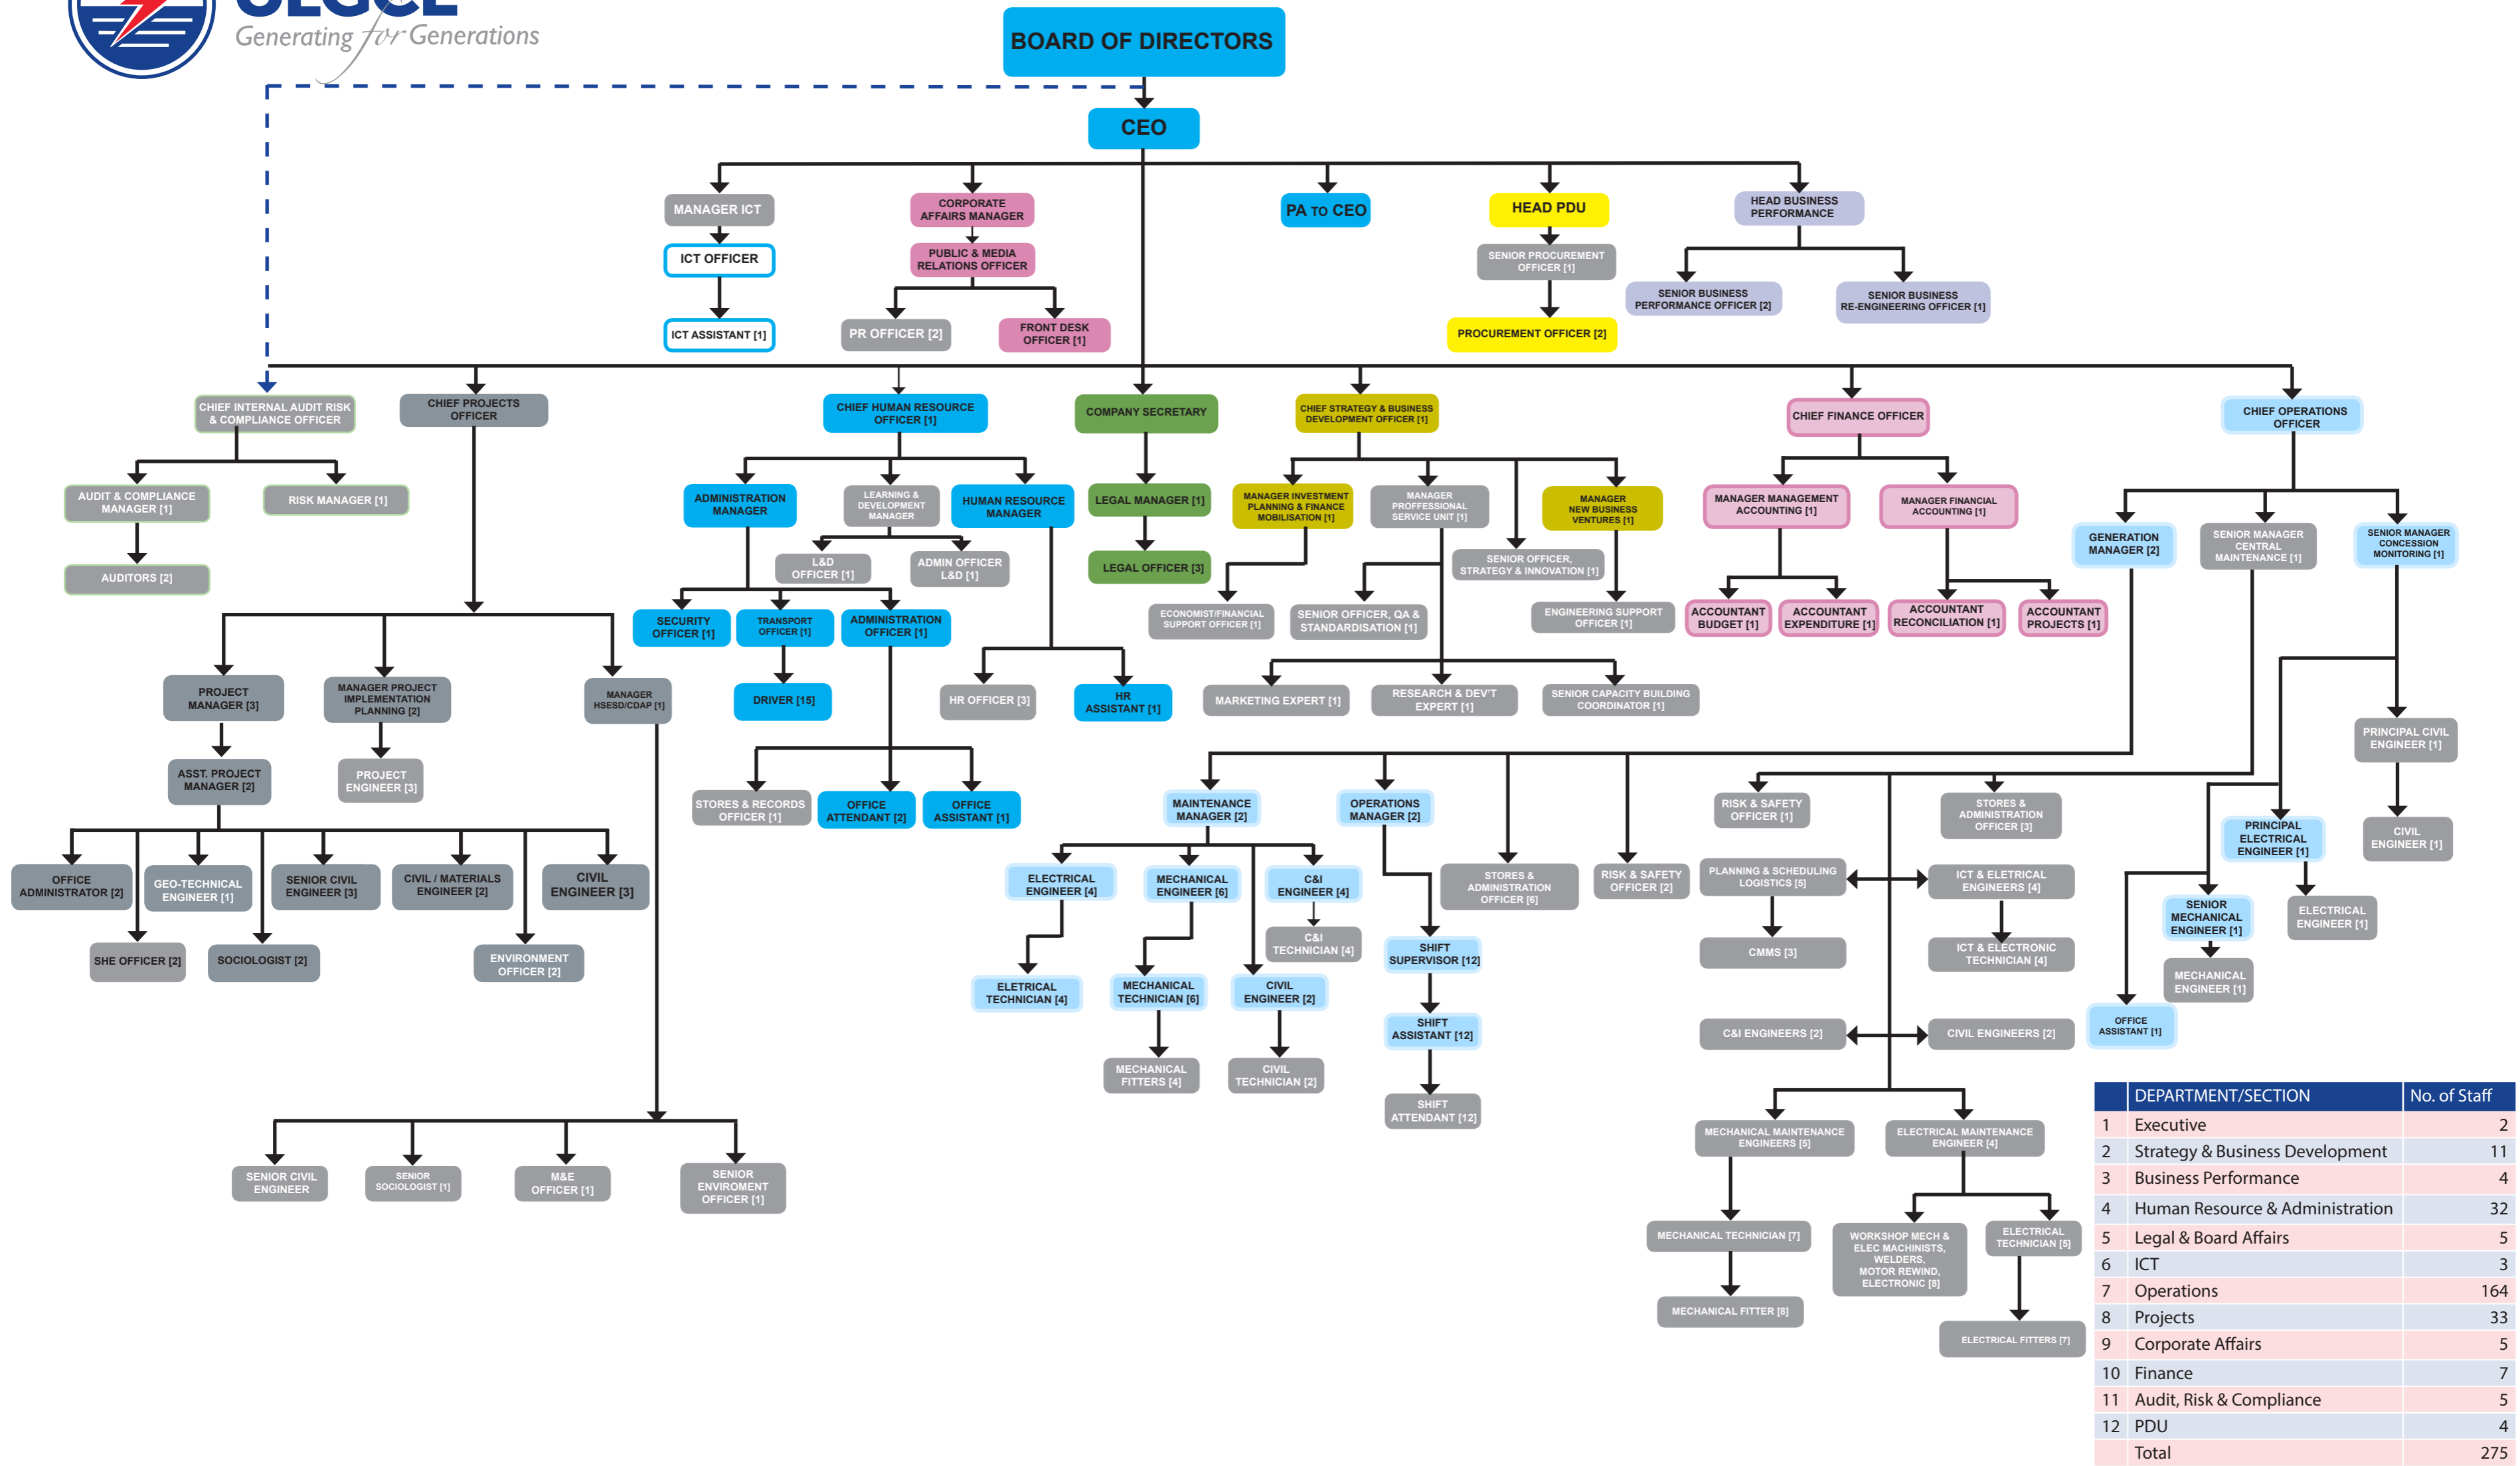 Generating for Generations
BOARD OF DIRECTORS
CEO
MANAGER ICT
ICT OFFICER
ICT ASSISTANT [1]
CORPORATE
AFFAIRS MANAGER
PUBLIC & MEDIA
RELATIONS OFFICER
PR OFFICER [2]
FRONT DESK
OFFICER [1]
PA TO CEO
HEAD PDU
SENIOR PROCUREMENT
OFFICER [1]
PROCUREMENT OFFICER [2]
HEAD BUSINESS
PERFORMANCE
SENIOR BUSINESS
PERFORMANCE OFFICER [2]
SENIOR BUSINESS
RE-ENGINEERING OFFICER [1]
CHIEF INTERNAL AUDIT RISK
& COMPLIANCE OFFICER
AUDIT & COMPLIANCE
MANAGER [1]
RISK MANAGER [1]
AUDITORS [2]
CHIEF PROJECTS
OFFICER
PROJECT
MANAGER [3]
MANAGER PROJECT
IMPLEMENTATION
PLANNING [2]
MANAGER
HSESD/CDAP [1]
ASST. PROJECT
MANAGER [2]
PROJECT
ENGINEER [3]
OFFICE
ADMINISTRATOR [2]
GEO-TECHNICAL
ENGINEER [1]
SENIOR CIVIL
ENGINEER [3]
CIVIL / MATERIALS
ENGINEER [2]
CIVIL
ENGINEER [3]
SHE OFFICER [2]
SOCIOLOGIST [2]
ENVIRONMENT
OFFICER [2]
SENIOR CIVIL
ENGINEER
SENIOR
SOCIOLOGIST [1]
M&E
OFFICER [1]
SENIOR
ENVIROMENT
OFFICER [1]
CHIEF HUMAN RESOURCE
OFFICER [1]
ADMINISTRATION
MANAGER
LEARNING &
DEVELOPMENT
MANAGER
HUMAN RESOURCE
MANAGER
L&D
OFFICER [1]
ADMIN OFFICER
L&D [1]
SECURITY
OFFICER [1]
TRANSPORT
OFFICER [1]
ADMINISTRATION
OFFICER [1]
DRIVER [15]
HR OFFICER [3]
HR
ASSISTANT [1]
STORES & RECORDS
OFFICER [1]
OFFICE
ATTENDANT [2]
OFFICE
ASSISTANT [1]
COMPANY SECRETARY
LEGAL MANAGER [1]
LEGAL OFFICER [3]
CHIEF STRATEGY & BUSINESS
DEVELOPMENT OFFICER [1]
MANAGER INVESTMENT
PLANNING & FINANCE
MOBILISATION [1]
MANAGER
PROFFESSIONAL
SERVICE UNIT [1]
SENIOR OFFICER,
STRATEGY & INNOVATION [1]
MANAGER
NEW BUSINESS
VENTURES [1]
ECONOMIST/FINANCIAL
SUPPORT OFFICER [1]
SENIOR OFFICER, QA &
STANDARDISATION [1]
ENGINEERING SUPPORT
OFFICER [1]
MARKETING EXPERT [1]
RESEARCH & DEV'T
EXPERT [1]
SENIOR CAPACITY BUILDING
COORDINATOR [1]
CHIEF FINANCE OFFICER
MANAGER MANAGEMENT
ACCOUNTING [1]
MANAGER FINANCIAL
ACCOUNTING [1]
ACCOUNTANT
BUDGET [1]
ACCOUNTANT
EXPENDITURE [1]
ACCOUNTANT
RECONCILIATION [1]
ACCOUNTANT
PROJECTS [1]
CHIEF OPERATIONS
OFFICER
GENERATION
MANAGER [2]
SENIOR MANAGER
CENTRAL
MAINTENANCE [1]
SENIOR MANAGER
CONCESSION
MONITORING [1]
MAINTENANCE
MANAGER [2]
OPERATIONS
MANAGER [2]
STORES &
ADMINISTRATION
OFFICER [6]
RISK & SAFETY
OFFICER [2]
ELECTRICAL
ENGINEER [4]
MECHANICAL
ENGINEER [6]
C&I
ENGINEER [4]
C&I
TECHNICIAN [4]
ELETRICAL
TECHNICIAN [4]
MECHANICAL
TECHNICIAN [6]
CIVIL
ENGINEER [2]
MECHANICAL
FITTERS [4]
CIVIL
TECHNICIAN [2]
SHIFT
SUPERVISOR [12]
SHIFT
ASSISTANT [12]
SHIFT
ATTENDANT [12]
RISK & SAFETY
OFFICER [1]
STORES &
ADMINISTRATION
OFFICER [3]
PLANNING & SCHEDULING
LOGISTICS [5]
ICT & ELETRICAL
ENGINEERS [4]
CMMS [3]
ICT & ELECTRONIC
TECHNICIAN [4]
C&I ENGINEERS [2]
CIVIL ENGINEERS [2]
MECHANICAL MAINTENANCE
ENGINEERS [5]
ELECTRICAL MAINTENANCE
ENGINEER [4]
MECHANICAL TECHNICIAN [7]
WORKSHOP MECH &
ELEC MACHINISTS,
WELDERS,
MOTOR REWIND,
ELECTRONIC [8]
ELECTRICAL
TECHNICIAN [5]
MECHANICAL FITTER [8]
ELECTRICAL FITTERS [7]
PRINCIPAL CIVIL
ENGINEER [1]
CIVIL
ENGINEER [1]
PRINCIPAL
ELECTRICAL
ENGINEER [1]
ELECTRICAL
ENGINEER [1]
SENIOR
MECHANICAL
ENGINEER [1]
MECHANICAL
ENGINEER [1]
OFFICE
ASSISTANT [1]
DEPARTMENT/SECTION No. of Staff
1 Executive 2
2 Strategy & Business Development 11
3 Business Performance 4
4 Human Resource & Administration 32
5 Legal & Board Affairs 5
6 ICT 3
7 Operations 164
8 Projects 33
9 Corporate Affairs 5
10 Finance 7
11 Audit, Risk & Compliance 5
12 PDU 4
Total 275